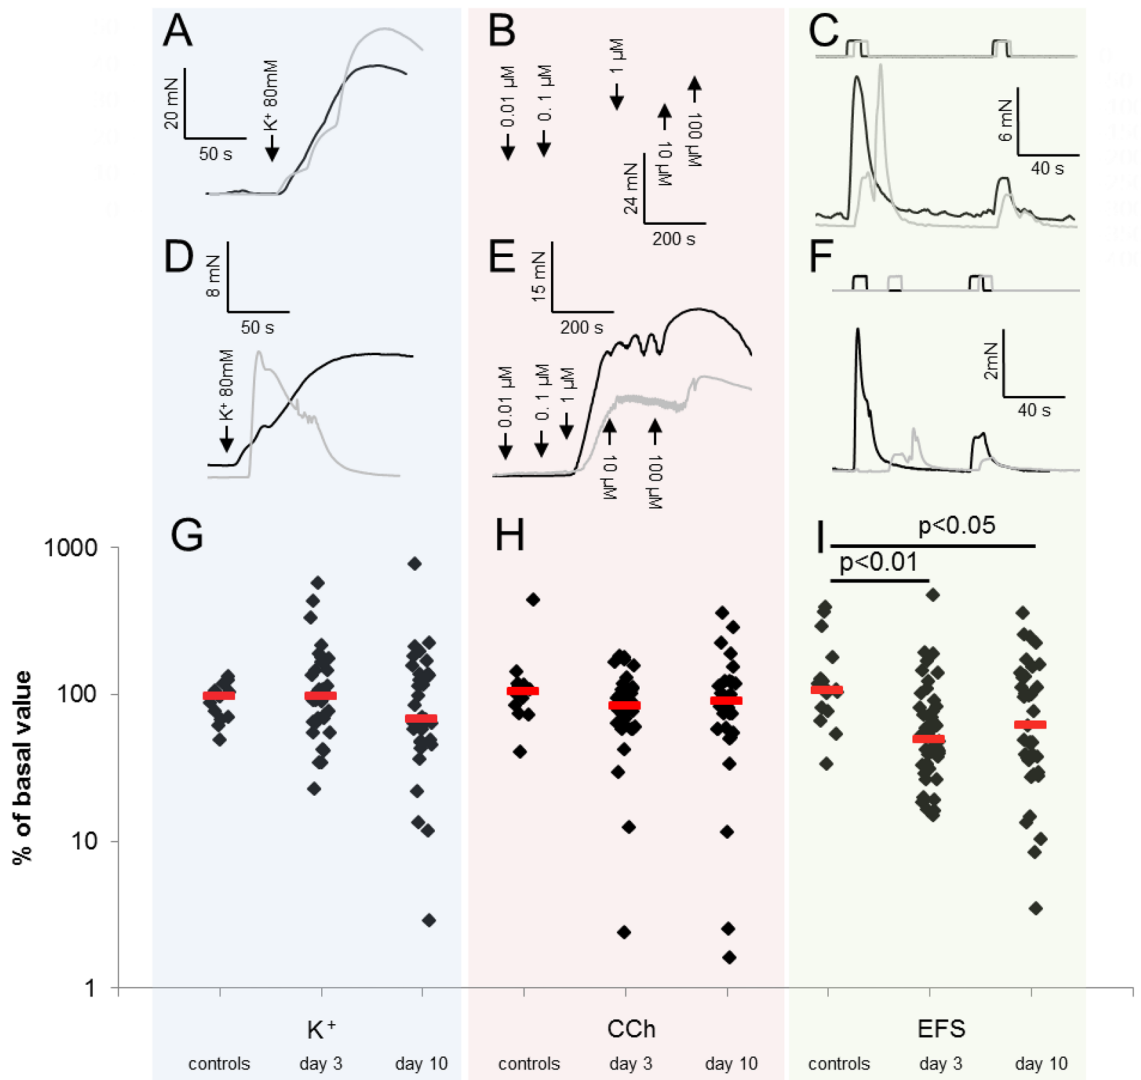 A
20 mN
50 s
K⁺ 80mM
B
0.01 µM
0. 1 µM
1 µM
10 µM
100 µM
24 mN
200 s
C
6 mN
40 s
D
8 mN
50 s
K⁺ 80mM
E
15 mN
200 s
0.01 µM
0. 1 µM
1 µM
10 µM
100 µM
F
2mN
40 s
G
H
I
p<0.05
p<0.01
% of basal value
1000
100
10
1
K⁺
CCh
EFS
controls
day 3
day 10
controls
day 3
day 10
controls
day 3
day 10